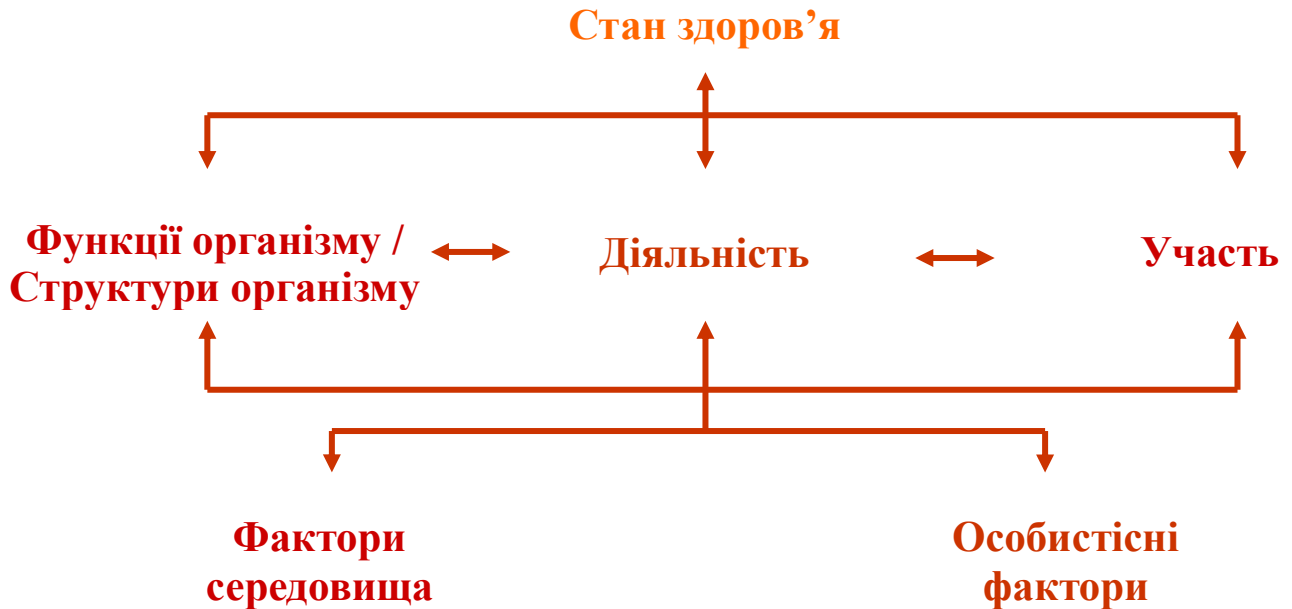 Стан здоров’я
Функції організму /
Структури організму
Діяльність
Участь
Фактори
середовища
Особистісні
фактори